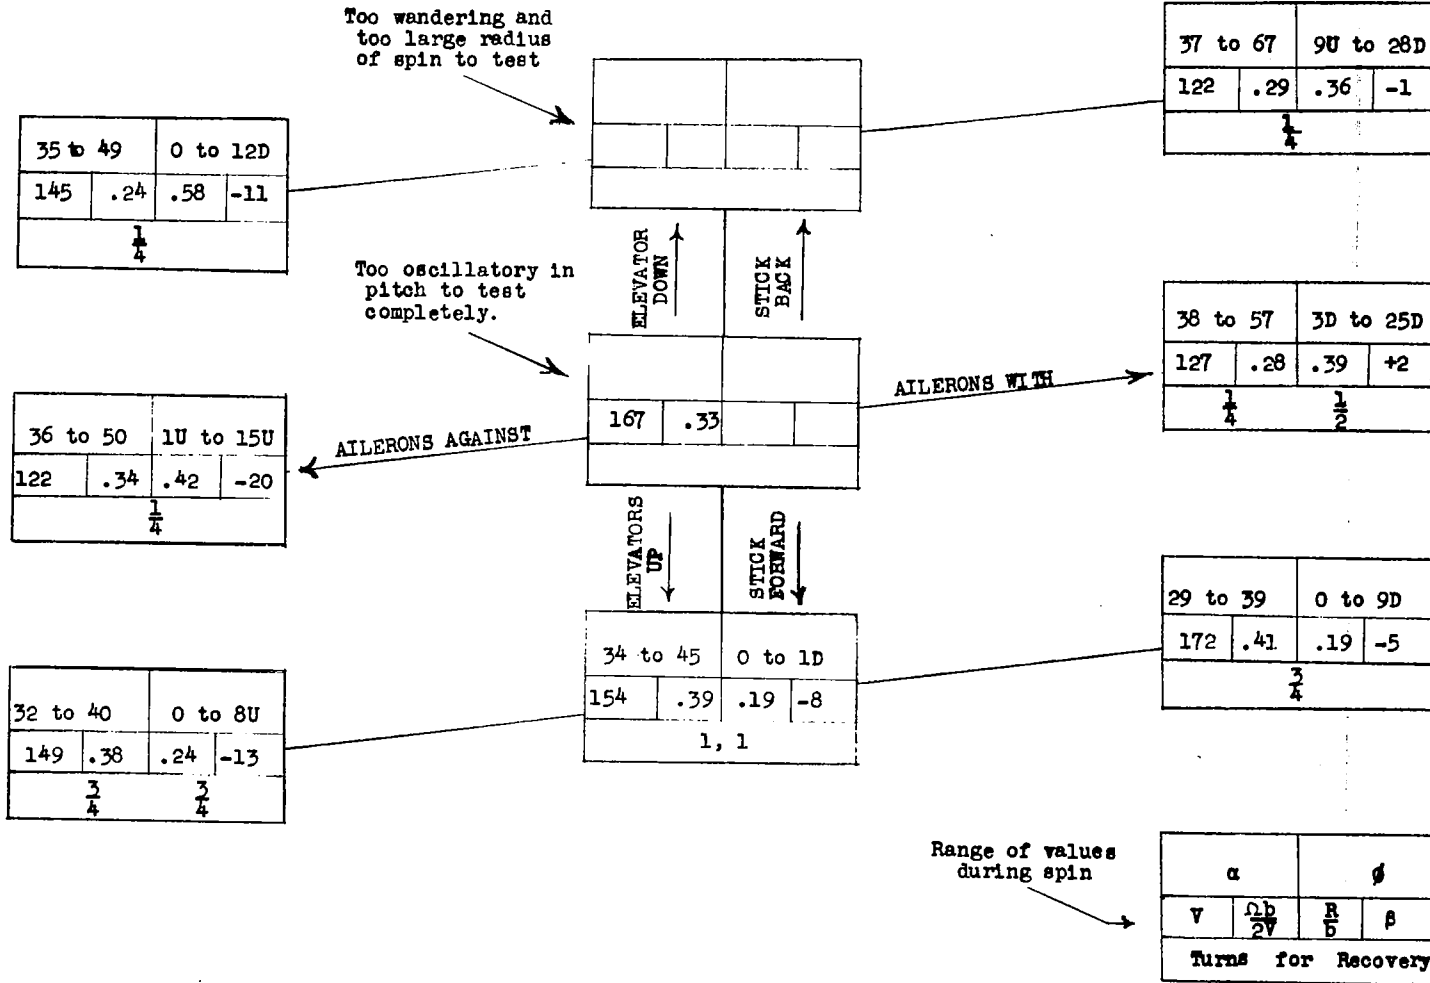 Too wandering and
too large radius
of spin to test
37 to 67 9U to 28D
122 .29 .36 -1
1/4
35 to 49 0 to 12D
145 .24 .58 -11
1/4
ELEVATOR
DOWN
STICK
BACK
Too oscillatory in
pitch to test
completely.
38 to 57 3D to 25D
127 .28 .39 +2
1/4 1/2
AILERONS WITH
167 .33
36 to 50 1U to 15U
122 .34 .42 -20
1/4
AILERONS AGAINST
ELEVATORS
UP
STICK
FORWARD
29 to 39 0 to 9D
172 .41 .19 -5
3/4
34 to 45 0 to 1D
154 .39 .19 -8
1, 1
32 to 40 0 to 8U
149 .38 .24 -13
3/4 3/4
Range of values
during spin
α ø
V Ωb/2V R/b β
Turns for Recovery